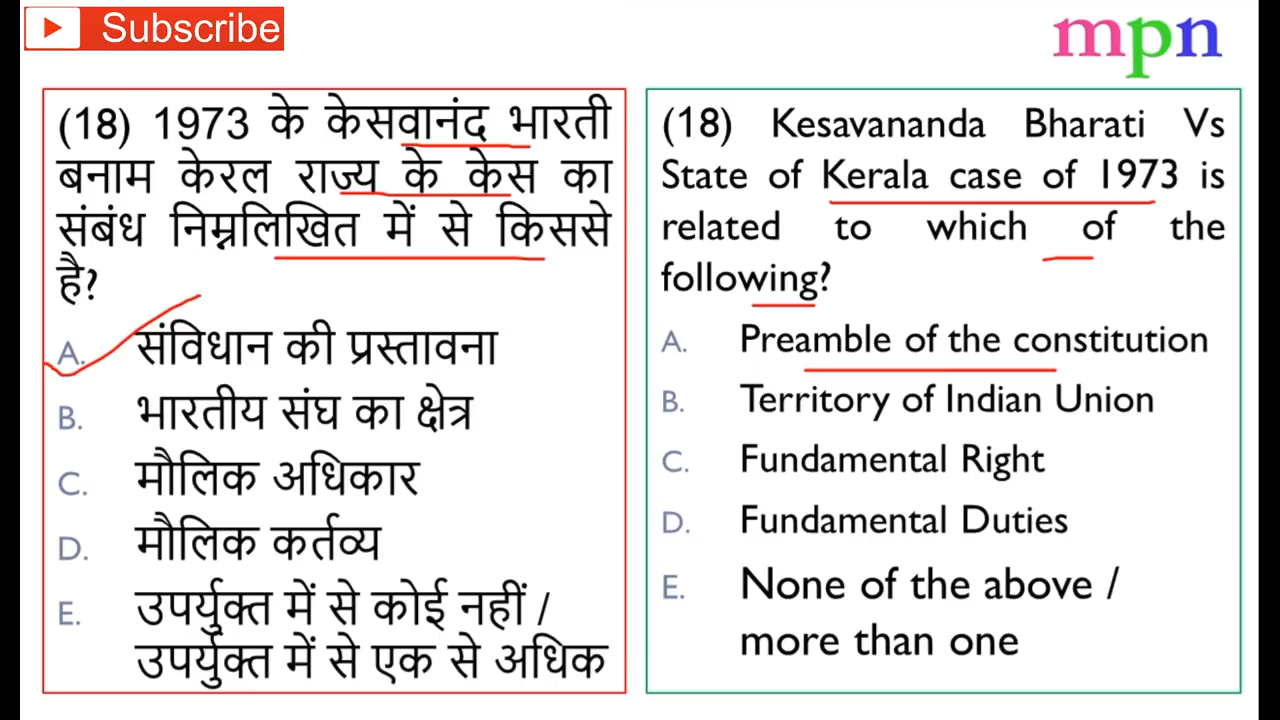 Subscribe
mpn
(18) 1973 के केसवानंद भारती
बनाम केरल राज्य के केस का
संबंध निम्नलिखित में से किससे
है?
A. संविधान की प्रस्तावना
B. भारतीय संघ का क्षेत्र
C. मौलिक अधिकार
D. मौलिक कर्तव्य
E. उपर्युक्त में से कोई नहीं /
उपर्युक्त में से एक से अधिक
(18) Kesavananda Bharati Vs
State of Kerala case of 1973 is
related to which of the
following?
A. Preamble of the constitution
B. Territory of Indian Union
C. Fundamental Right
D. Fundamental Duties
E. None of the above /
more than one